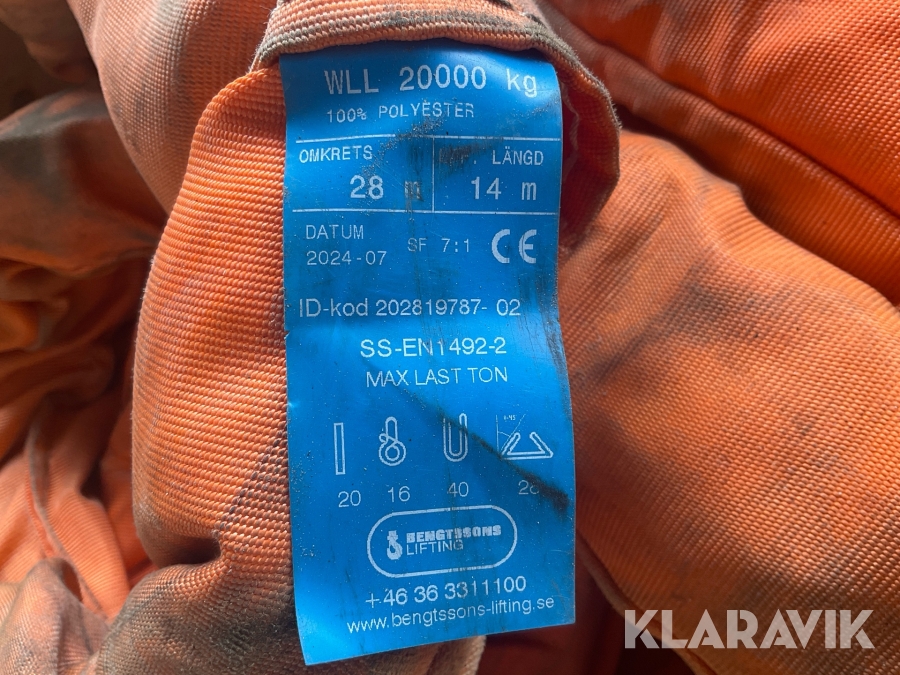 WLL 20000 kg
100% POLYESTER
OMKRETS
28 m
LÄNGD
14 m
DATUM
2024-07
SF 7:1
CE
ID-kod 202819787-02
SS-EN1492-2
MAX LAST TON
20 16 40
BENGTSSONS
LIFTING
+46 36 3311100
www.bengtssons-lifting.se
KLARAVIK